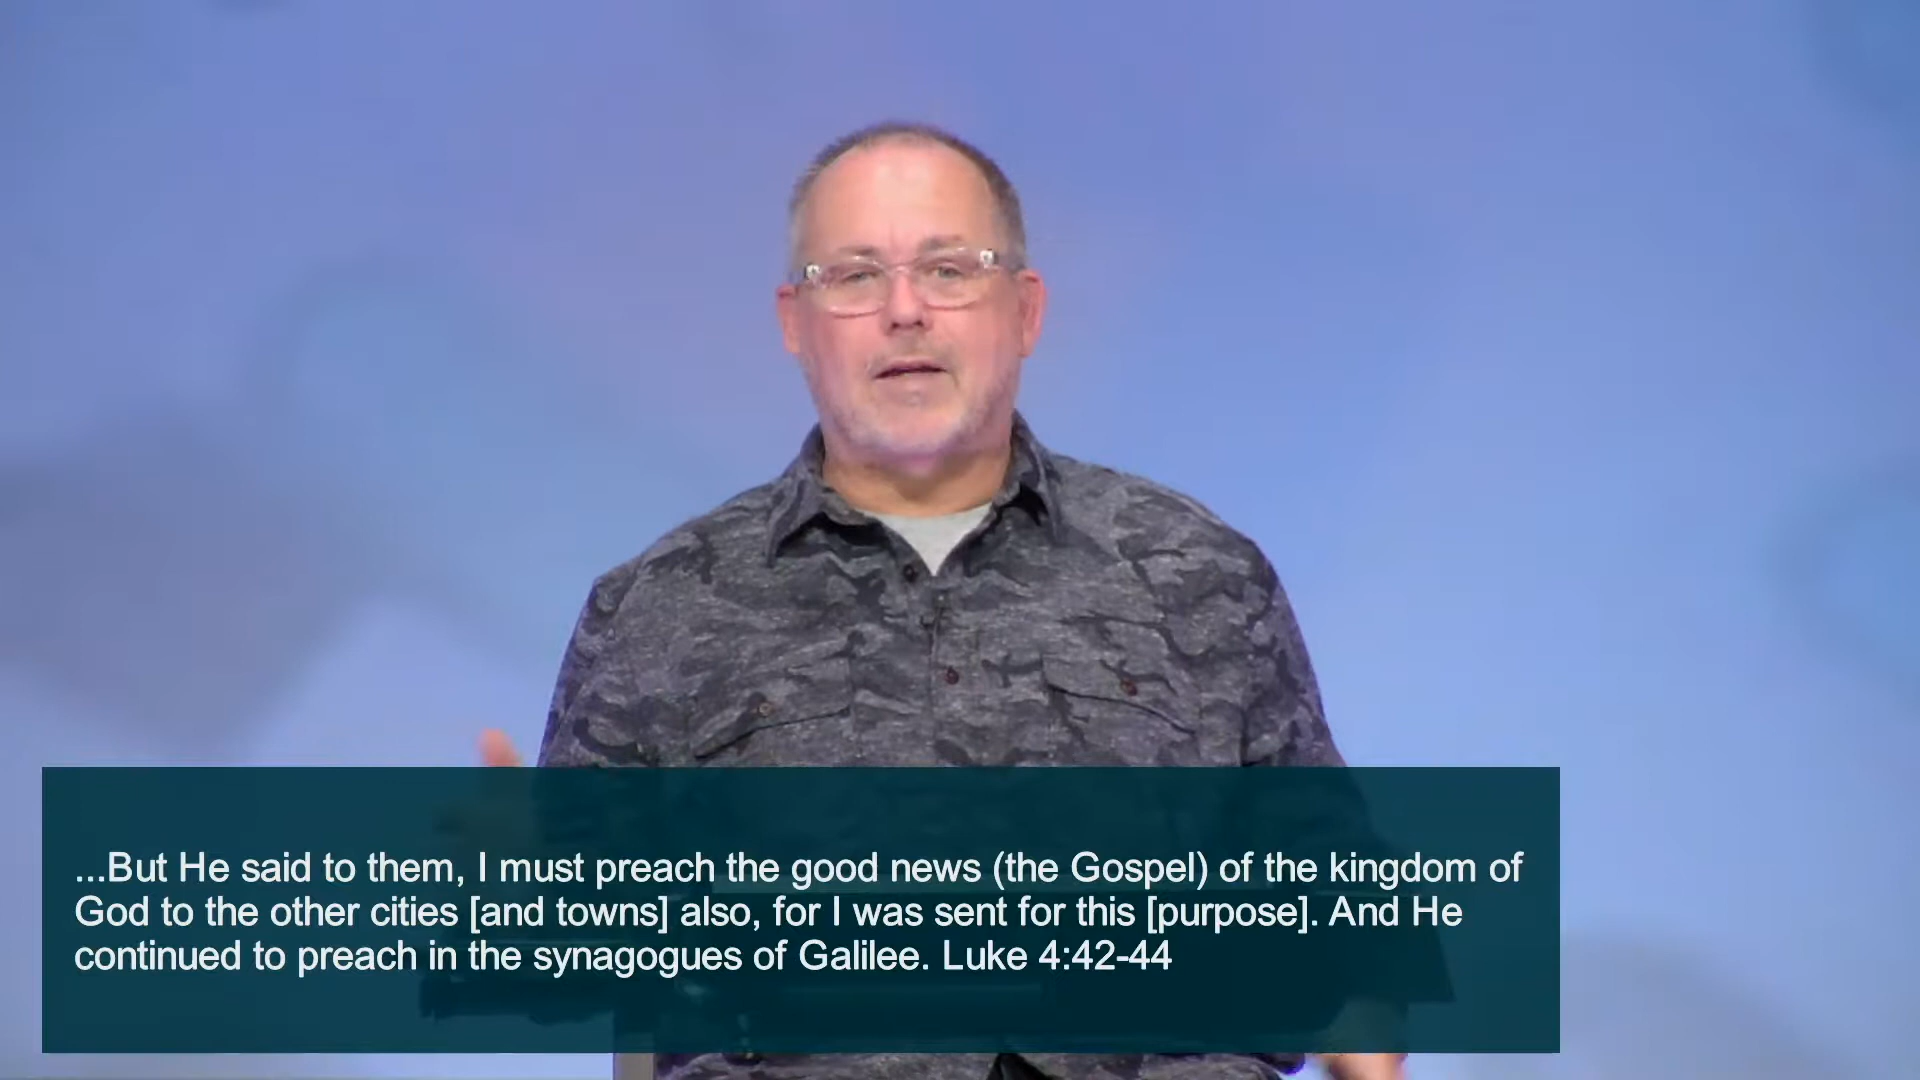 ...But He said to them, I must preach the good news (the Gospel) of the kingdom of
God to the other cities [and towns] also, for I was sent for this [purpose]. And He
continued to preach in the synagogues of Galilee. Luke 4:42-44